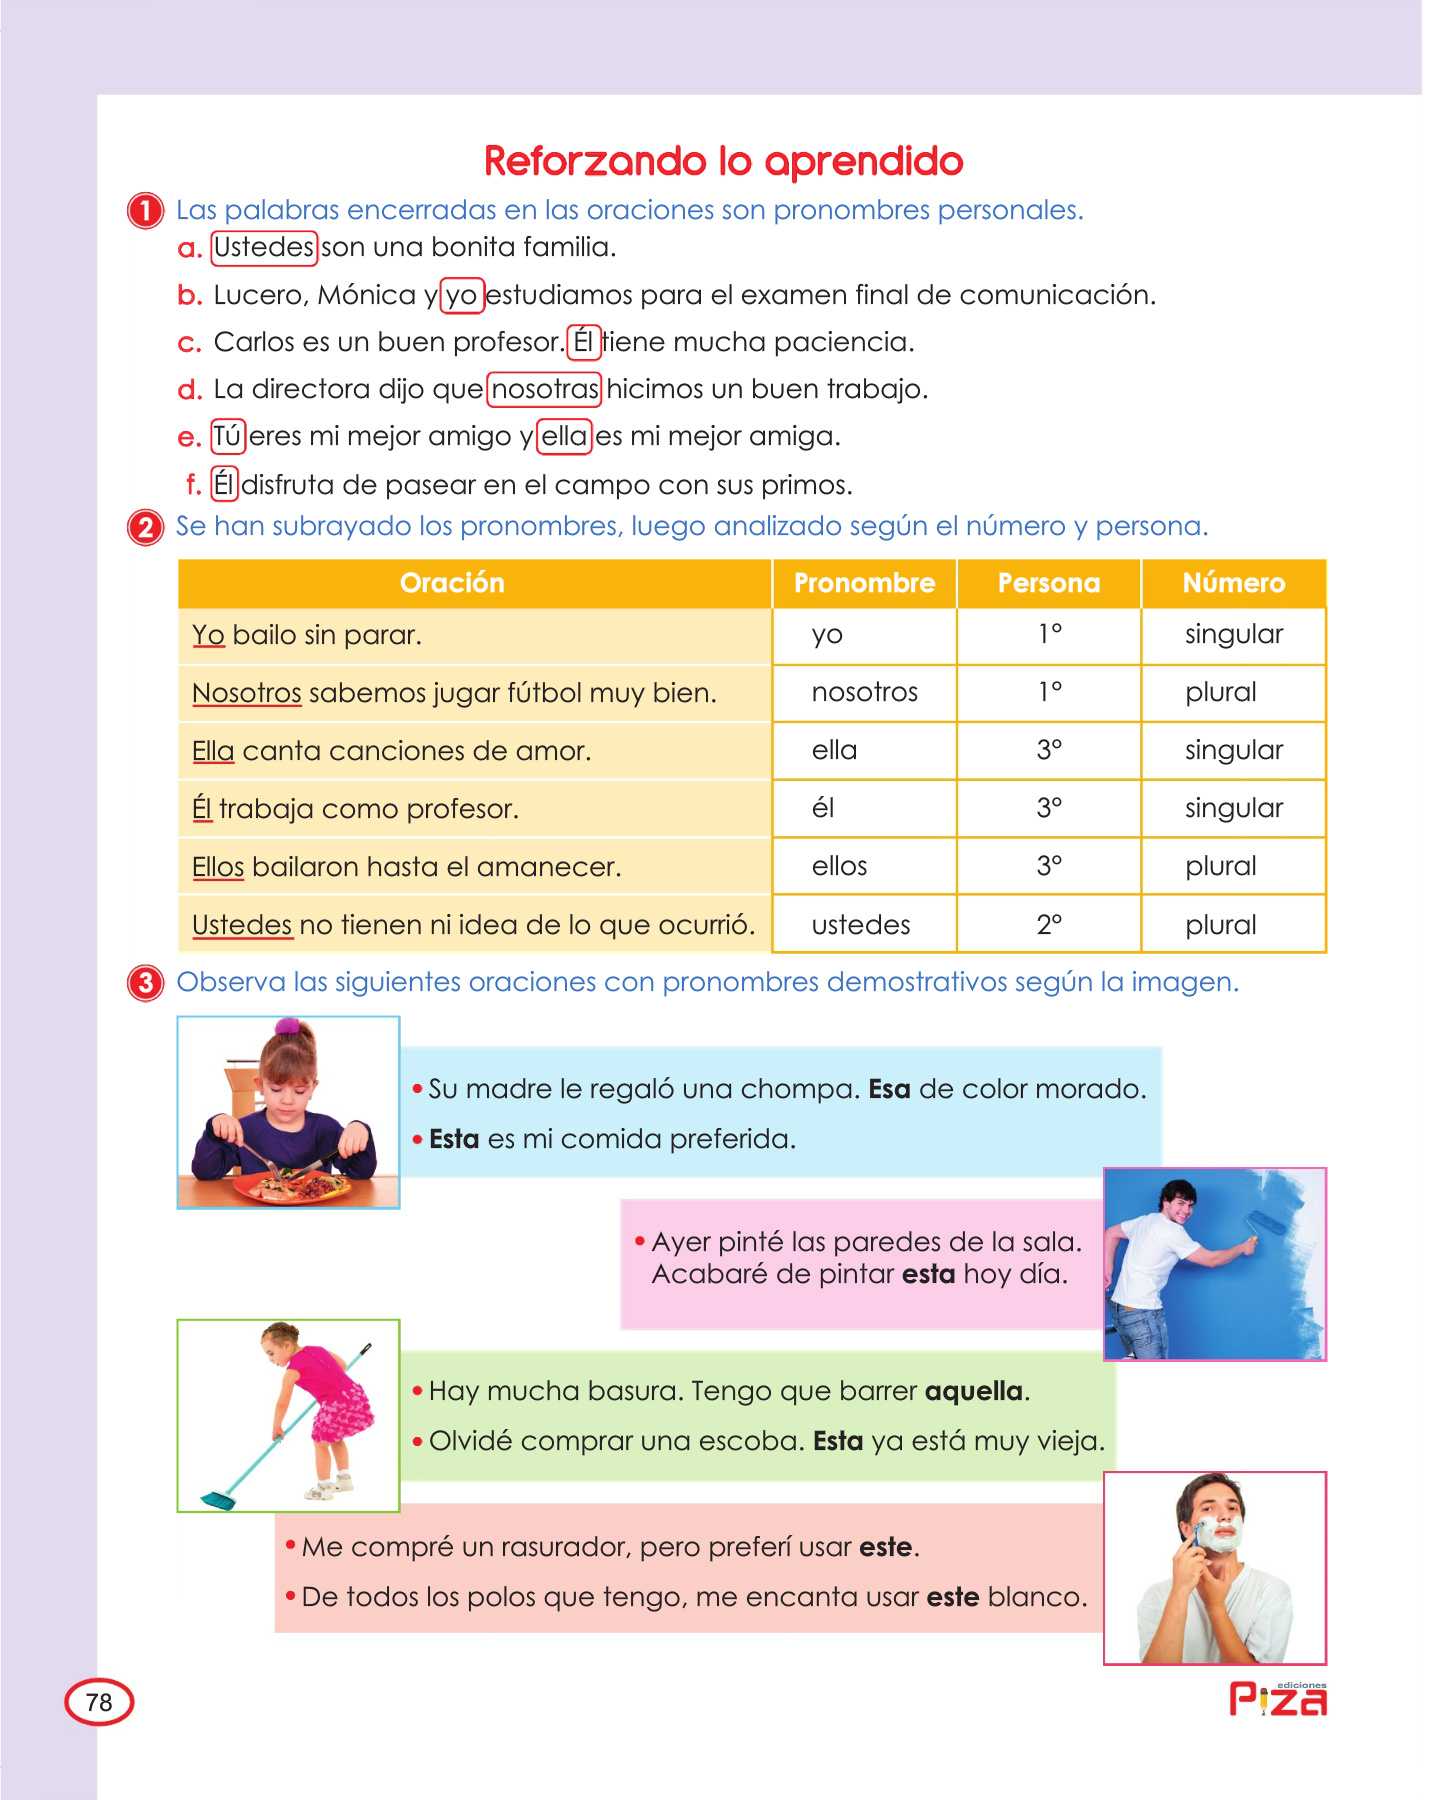 Reforzando lo aprendido
1 Las palabras encerradas en las oraciones son pronombres personales.
a. Ustedes son una bonita familia.
b. Lucero, Mónica y yo estudiamos para el examen final de comunicación.
c. Carlos es un buen profesor. Él tiene mucha paciencia.
d. La directora dijo que nosotras hicimos un buen trabajo.
e. Tú eres mi mejor amigo y ella es mi mejor amiga.
f. Él disfruta de pasear en el campo con sus primos.
2 Se han subrayado los pronombres, luego analizado según el número y persona.
Oración Pronombre Persona Número
Yo bailo sin parar. yo 1° singular
Nosotros sabemos jugar fútbol muy bien. nosotros 1° plural
Ella canta canciones de amor. ella 3° singular
Él trabaja como profesor. él 3° singular
Ellos bailaron hasta el amanecer. ellos 3° plural
Ustedes no tienen ni idea de lo que ocurrió. ustedes 2° plural
3 Observa las siguientes oraciones con pronombres demostrativos según la imagen.
• Su madre le regaló una chompa. Esa de color morado.
• Esta es mi comida preferida.
• Ayer pinté las paredes de la sala.
Acabaré de pintar esta hoy día.
• Hay mucha basura. Tengo que barrer aquella.
• Olvidé comprar una escoba. Esta ya está muy vieja.
• Me compré un rasurador, pero preferí usar este.
• De todos los polos que tengo, me encanta usar este blanco.
78
ediciones
Piza